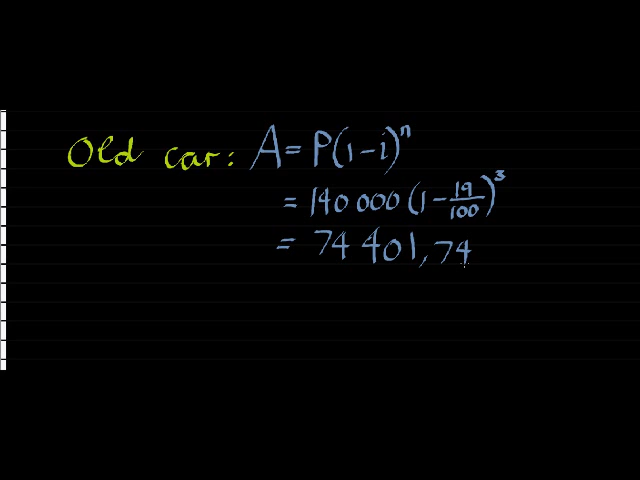 Old car: A = P(1 - i)^n
= 140 000 (1 - 19/100)^3
= 74 401,74